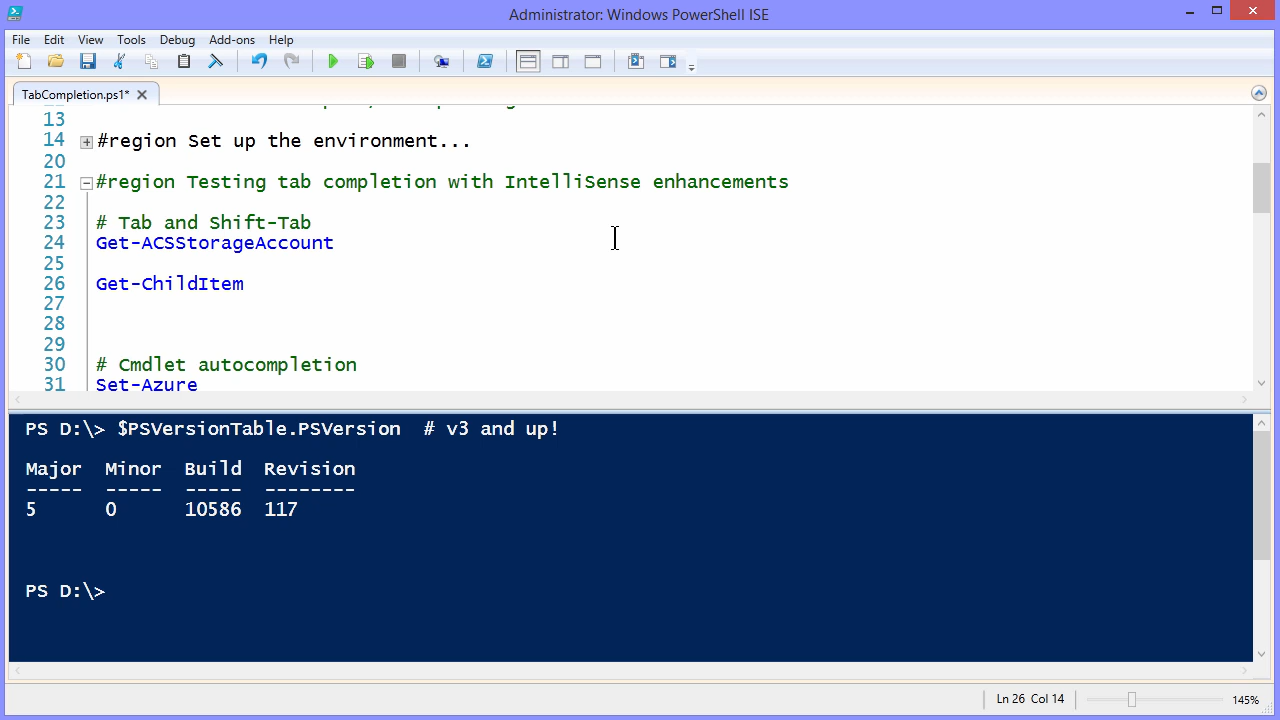 Administrator: Windows PowerShell ISE
File Edit View Tools Debug Add-ons Help
TabCompletion.ps1*
13
14 #region Set up the environment...
20
21 #region Testing tab completion with IntelliSense enhancements
22
23 # Tab and Shift-Tab
24 Get-ACSStorageAccount
25
26 Get-ChildItem
27
28
29
30 # Cmdlet autocompletion
31 Set-Azure
PS D:\> $PSVersionTable.PSVersion # v3 and up!
Major Minor Build Revision
----- ----- ----- --------
5 0 10586 117
PS D:\>
Ln 26 Col 14 145%